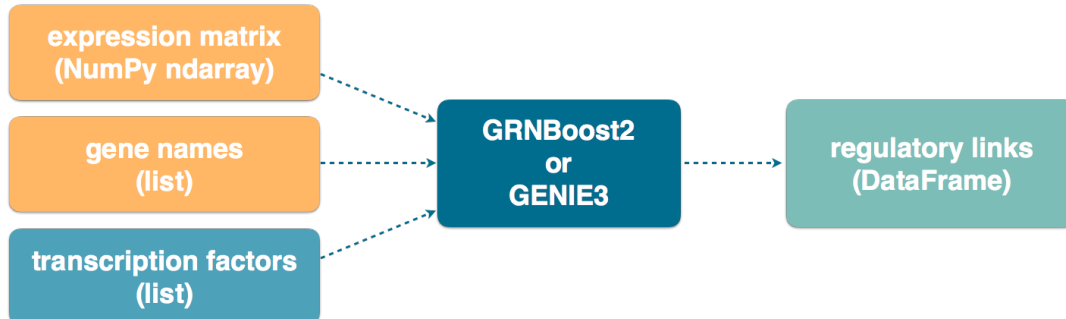 expression matrix
(NumPy ndarray)
gene names
(list)
transcription factors
(list)
GRNBoost2
or
GENIE3
regulatory links
(DataFrame)